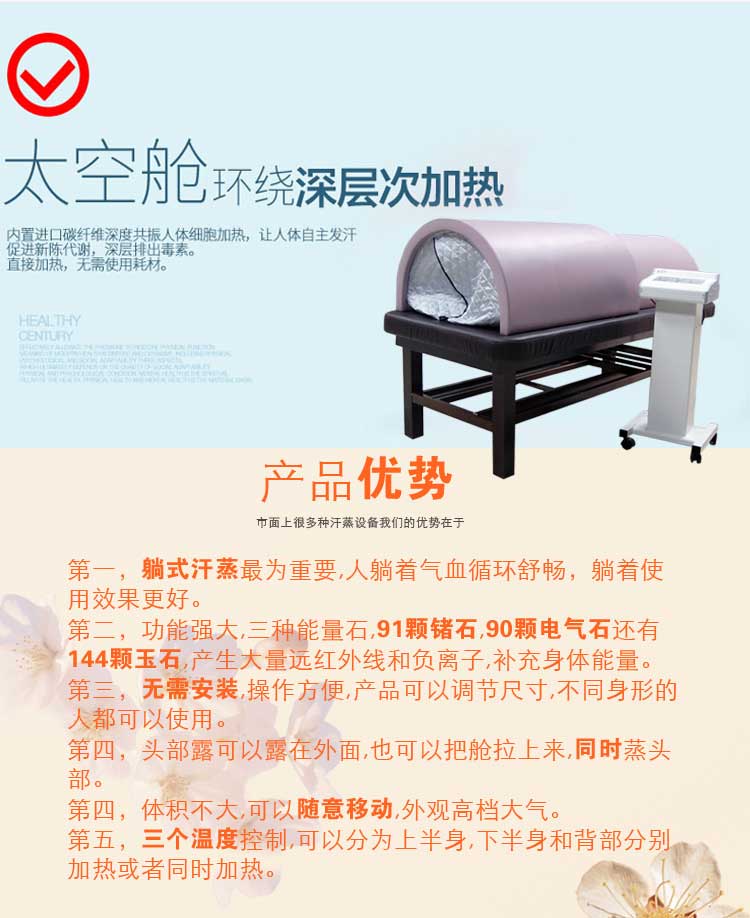 太空舱环绕深层次加热
内置进口碳纤维深度共振人体细胞加热，让人体自主发汗
促进新陈代谢，深层排出毒素。
直接加热，无需使用耗材。
HEALTHY
CENTURY
产品优势
市面上很多种汗蒸设备我们的优势在于
第一，躺式汗蒸最为重要,人躺着气血循环舒畅，躺着使
用效果更好。
第二，功能强大,三种能量石,91颗锗石,90颗电气石还有
144颗玉石,产生大量远红外线和负离子,补充身体能量。
第三，无需安装,操作方便,产品可以调节尺寸,不同身形的
人都可以使用。
第四，头部露可以露在外面,也可以把舱拉上来,同时蒸头
部。
第四，体积不大,可以随意移动,外观高档大气。
第五，三个温度控制,可以分为上半身,下半身和背部分别
加热或者同时加热。